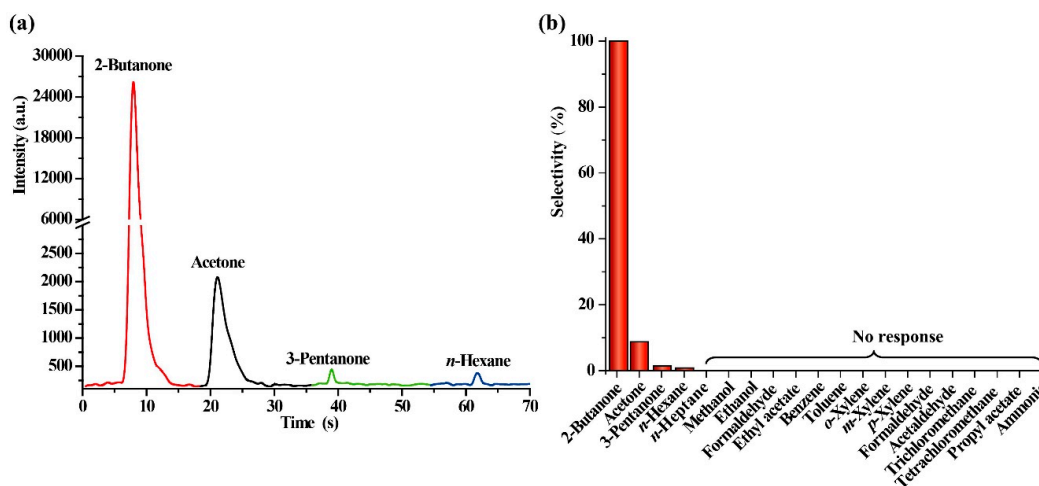 (a)
30000
24000
18000
12000
6000
2500
2000
1500
1000
500
Intensity (a.u.)
2-Butanone
Acetone
3-Pentanone
n-Hexane
0 10 20 30 40 50 60 70
Time (s)
(b)
100
80
60
40
20
0
Selectivity (%)
No response
2-Butanone
Acetone
3-Pentanone
n-Hexane
n-Heptane
Methanol
Ethanol
Formaldehyde
Ethyl acetate
Benzene
Toluene
o-Xylene
m-Xylene
p-Xylene
Formaldehyde
Acetaldehyde
Trichloromethane
Tetrachloromethane
Propyl acetate
Ammonia